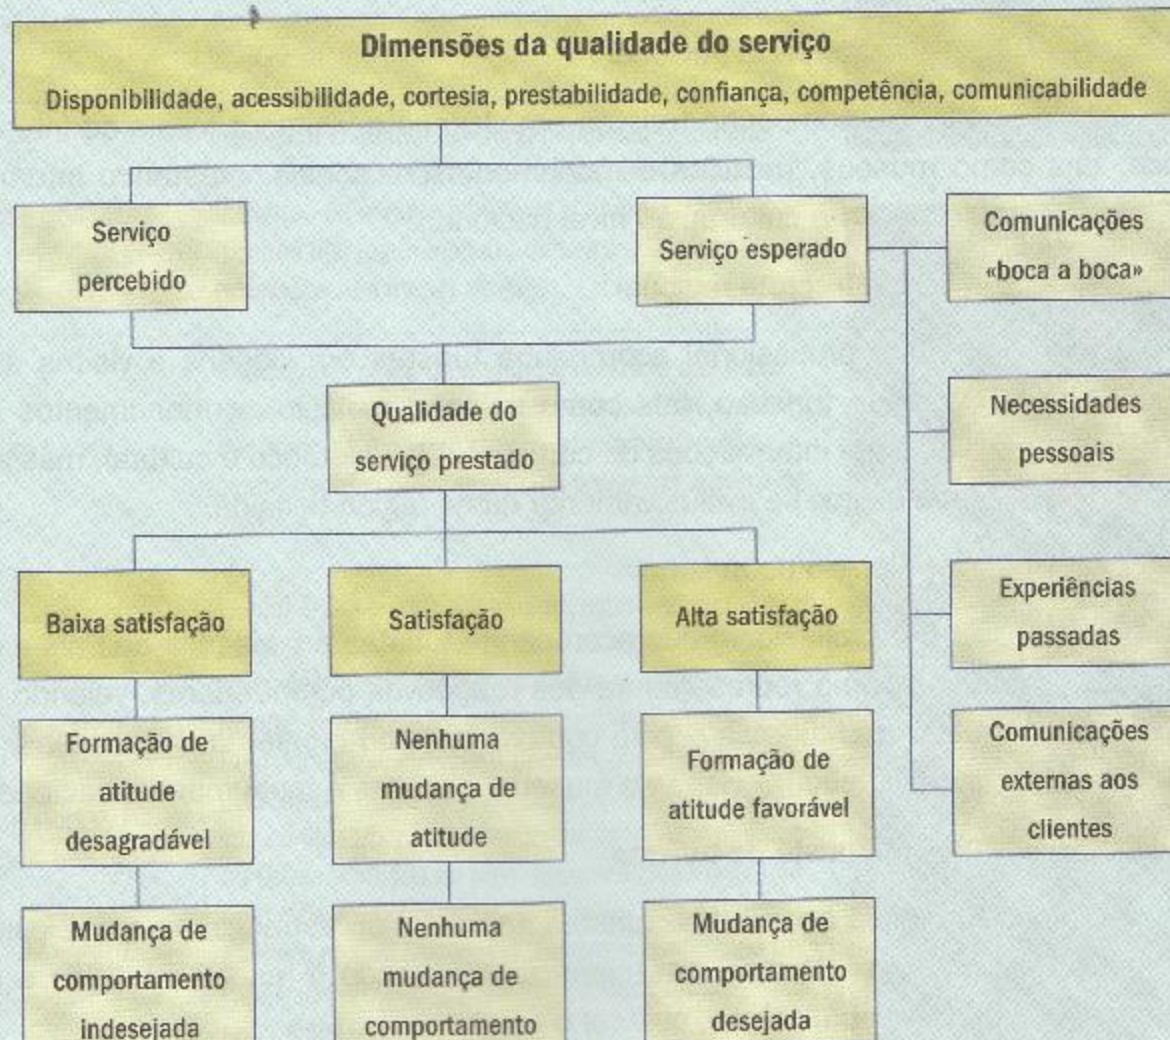 Dimensões da qualidade do serviço
Disponibilidade, acessibilidade, cortesia, prestabilidade, confiança, competência, comunicabilidade
Serviço
percebido
Serviço esperado
Comunicações
«boca a boca»
Necessidades
pessoais
Experiências
passadas
Comunicações
externas aos
clientes
Qualidade do
serviço prestado
Baixa satisfação
Satisfação
Alta satisfação
Formação de
atitude
desagradável
Nenhuma
mudança de
atitude
Formação de
atitude favorável
Mudança de
comportamento
indesejada
Nenhuma
mudança de
comportamento
Mudança de
comportamento
desejada